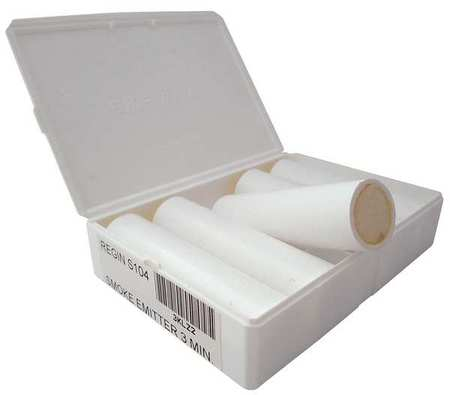 REGIN S104
3KLZ2
SMOKE EMITTER 3 MIN.